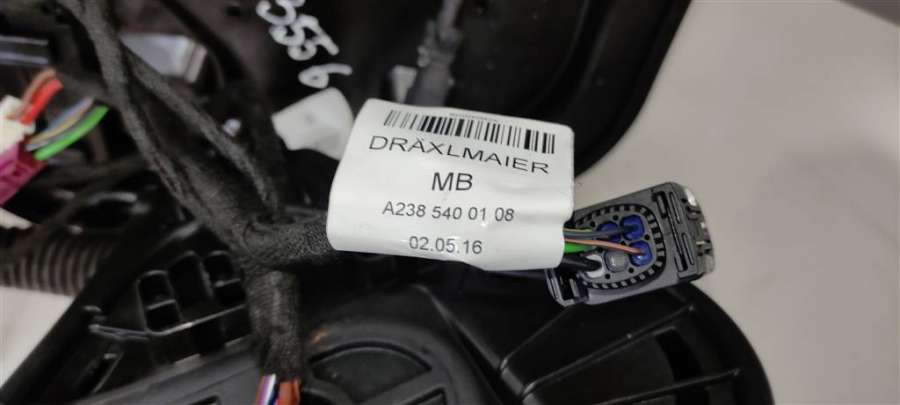 DRÄXLMAIER
MB
A238 540 01 08
02.05.16